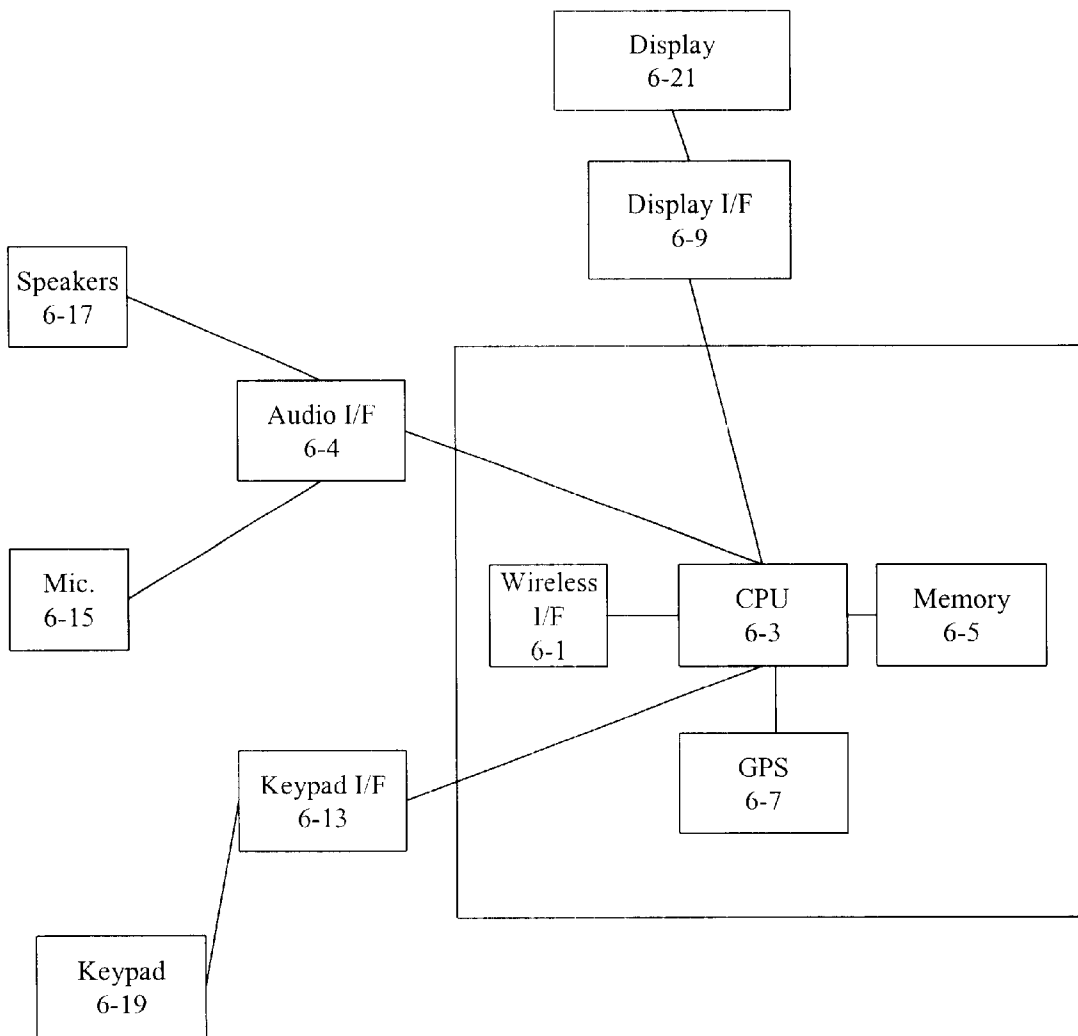 Display
6-21
Display I/F
6-9
Speakers
6-17
Audio I/F
6-4
Mic.
6-15
Wireless
I/F
6-1
CPU
6-3
Memory
6-5
GPS
6-7
Keypad I/F
6-13
Keypad
6-19